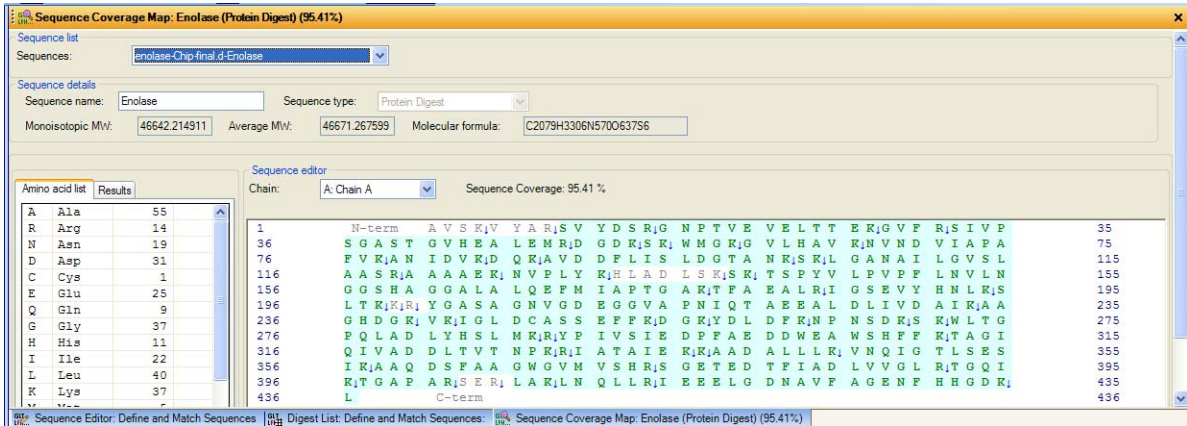 Sequence Coverage Map: Enolase (Protein Digest) (95.41%)
Sequence list
Sequences: enolase-Chip-final.d-Enolase
Sequence details
Sequence name: Enolase Sequence type: Protein Digest
Monoisotopic MW: 46642.214911 Average MW: 46671.267599 Molecular formula: C2079H3306N570O637S6
Amino acid list Results
A Ala 55
R Arg 14
N Asn 19
D Asp 31
C Cys 1
E Glu 25
Q Gln 9
G Gly 37
H His 11
I Ile 22
L Leu 40
K Lys 37
Sequence editor
Chain: A: Chain A Sequence Coverage: 95.41 %
1 N-term A V S K↓V Y A R↓S V Y D S R↓G N P T V E V E L T T E K↓G V F R↓S I V P 35
36 S G A S T G V H E A L E M R↓D G D K↓S K↓ W M G K↓G V L H A V K↓N V N D V I A P A 75
76 F V K↓A N I D V K↓D Q K↓A V D D F L I S L D G T A N K↓S K↓L G A N A I L G V S L 115
116 A A S R↓A A A A E K↓ N V P L Y K↓H L A D L S K↓S K↓ T S P Y V L P V P F L N V L N 155
156 G G S H A G G A L A L Q E F M I A P T G A K↓T F A E A L R↓I G S E V Y H N L K↓S 195
196 L T K↓K↓R↓ Y G A S A G N V G D E G G V A P N I Q T A E E A L D L I V D A I K↓A A 235
236 G H D G K↓ V K↓I G L D C A S S E F F K↓D G K↓Y D L D F K↓N P N S D K↓S K↓W L T G 275
276 P Q L A D L Y H S L M K↓R↓Y P I V S I E D P F A E D D W E A W S H F F K↓T A G I 315
316 Q I V A D D L T V T N P K↓R↓I A T A I E K↓K↓A A D A L L L K↓ V N Q I G T L S E S 355
356 I K↓A A Q D S F A A G W G V M V S H R↓S G E T E D T F I A D L V V G L R↓T G Q I 395
396 K↓T G A P A R↓S E R↓ L A K↓L N Q L L R↓I E E E L G D N A V F A G E N F H H G D K↓ 435
436 L C-term 436
Sequence Editor: Define and Match Sequences Digest List: Define and Match Sequences: Sequence Coverage Map: Enolase (Protein Digest) (95.41%)